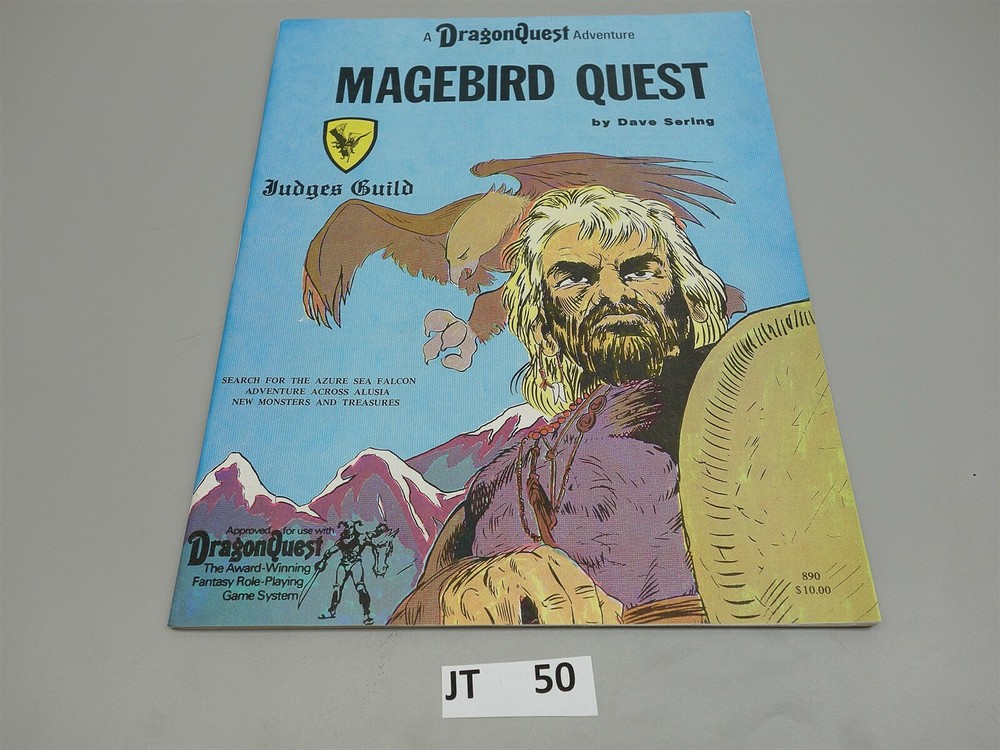 A DragonQuest Adventure
MAGEBIRD QUEST
by Dave Sering
Judges Guild
SEARCH FOR THE AZURE SEA FALCON
ADVENTURE ACROSS ALUSIA
NEW MONSTERS AND TREASURES
Approved for use with
DragonQuest
The Award-Winning
Fantasy Role-Playing
Game System
890
$10.00
JT 50